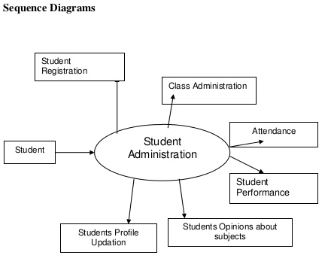 Sequence Diagrams
Student
Registration
Class Administration
Attendance
Student
Student
Administration
Student
Performance
Students Profile
Updation
Students Opinions about
subjects